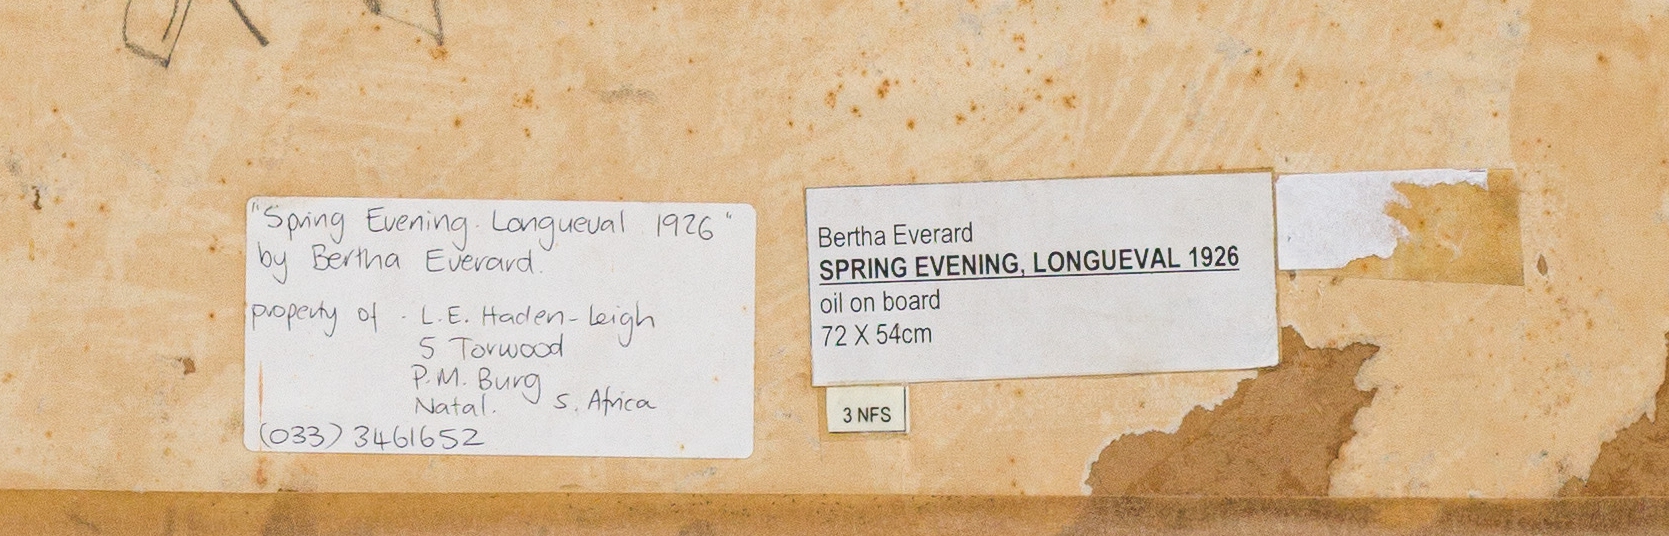 "Spring Evening. Longueval 1926"
by Bertha Everard.
property of . L.E. Haden-Leigh
5 Torwood
P.M. Burg
Natal. S. Africa
(033) 3461652
Bertha Everard
SPRING EVENING, LONGUEVAL 1926
oil on board
72 X 54cm
3 NFS